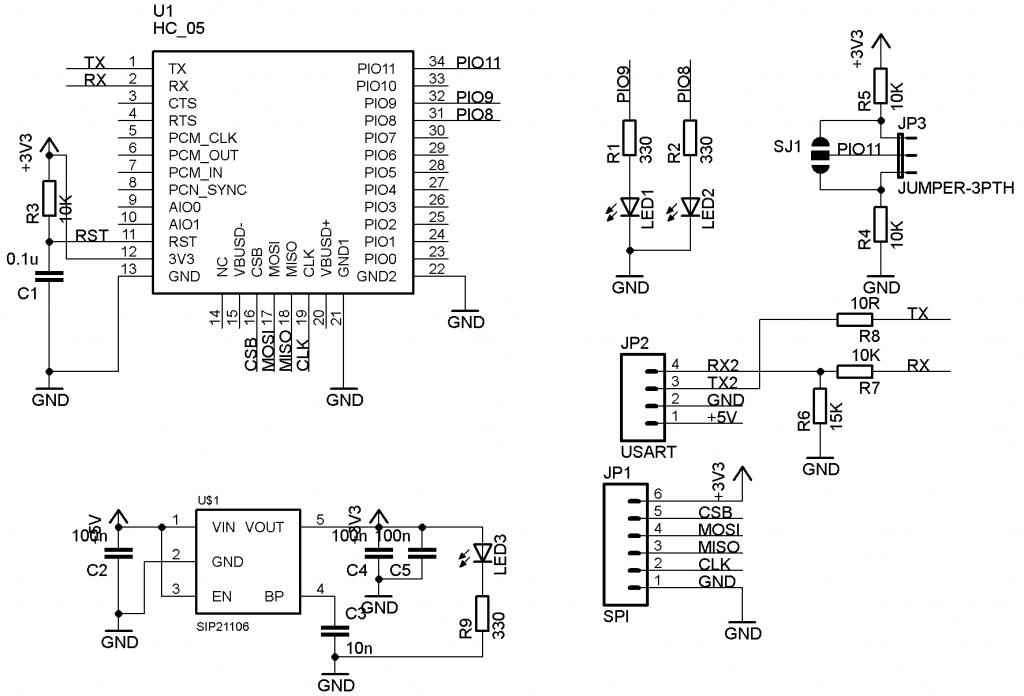 U1
HC_05
TX 1 TX PIO11 34 PIO11
RX 2 RX PIO10 33
3 CTS PIO9 32 PIO9
4 RTS PIO8 31 PIO8
5 PCM_CLK PIO7 30
6 PCM_OUT PIO6 29
7 PCM_IN PIO5 28
8 PCN_SYNC PIO4 27
9 AIO0 PIO3 26
10 AIO1 PIO2 25
RST 11 RST PIO1 24
12 3V3 PIO0 23
13 GND GND2 22
NC VBUSD- CSB MOSI MISO CLK VBUSD+ GND1
14 15 16 17 18 19 20 21
CSB MOSI MISO CLK
+3V3
R3 10K
0.1u
C1
GND
GND
GND
PIO9 PIO8
R1 330 R2 330
LED1 LED2
GND
+3V3
R5 10K
JP3
SJ1 PIO11
JUMPER-3PTH
R4 10K
GND
10R TX
R8
JP2 10K
4 RX2 RX
3 TX2 R7
2 GND R6 15K
1 +5V
USART GND
JP1
6 +3V3
5 CSB
4 MOSI
3 MISO
2 CLK
1 GND
SPI GND
U$1
+5V 1 VIN VOUT 5 +3V3
100n 100n 100n
C2 2 GND C4 C5 LED3
3 EN BP 4 GND
C3 R9 330
SIP21106
GND 10n
GND